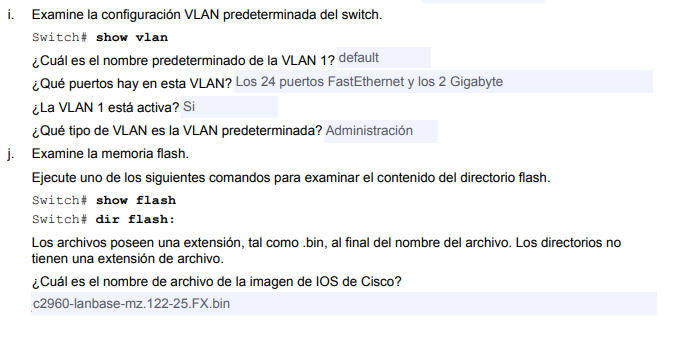 i. Examine la configuración VLAN predeterminada del switch.
Switch# show vlan
¿Cuál es el nombre predeterminado de la VLAN 1? default
¿Qué puertos hay en esta VLAN? Los 24 puertos FastEthernet y los 2 Gigabyte
¿La VLAN 1 está activa? Si
¿Qué tipo de VLAN es la VLAN predeterminada? Administración
j. Examine la memoria flash.
Ejecute uno de los siguientes comandos para examinar el contenido del directorio flash.
Switch# show flash
Switch# dir flash:
Los archivos poseen una extensión, tal como .bin, al final del nombre del archivo. Los directorios no
tienen una extensión de archivo.
¿Cuál es el nombre de archivo de la imagen de IOS de Cisco?
c2960-lanbase-mz.122-25.FX.bin